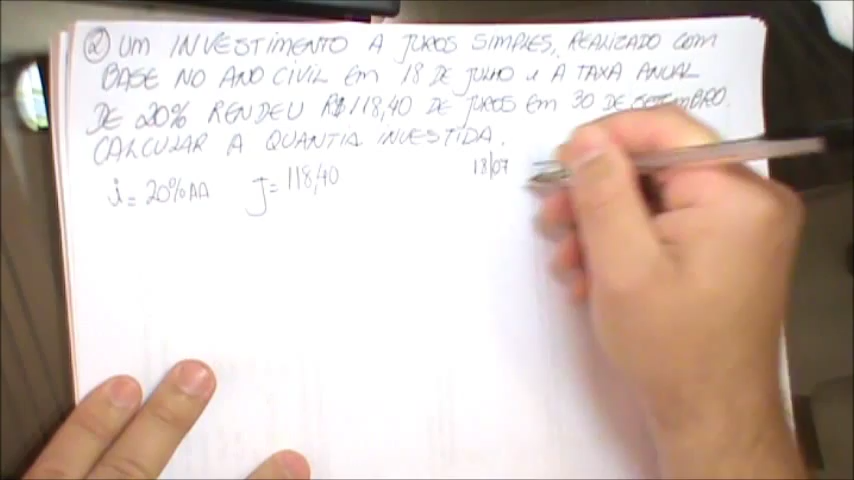 ② UM INVESTIMENTO A JUROS SIMPLES, REALIZADO COM
BASE NO ANO CIVIL EM 18 DE JULHO e A TAXA ANUAL
DE 20% RENDEU R$118,40 DE JUROS EM 30 DE SETEMBRO.
CALCULAR A QUANTIA INVESTIDA.
i = 20% AA J = 118,40 18/07